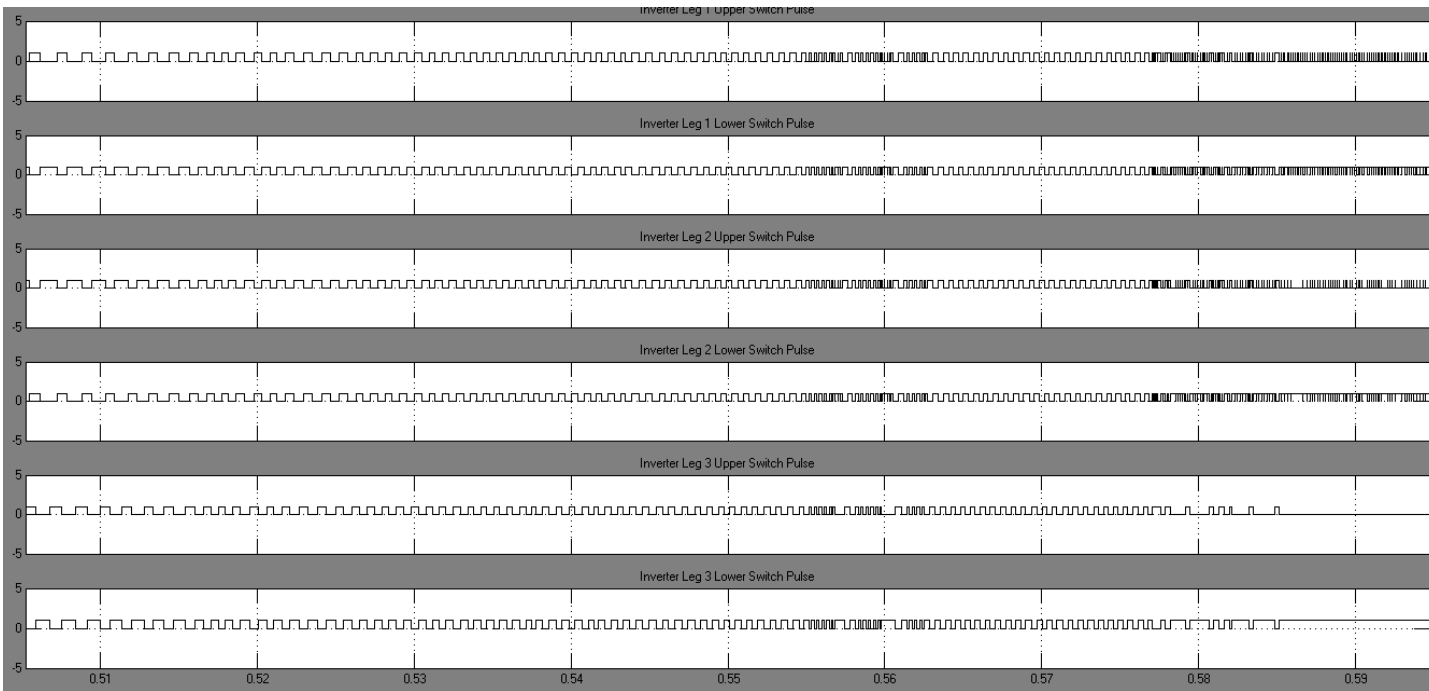 Inverter Leg 1 Upper Switch Pulse
5
0
-5
Inverter Leg 1 Lower Switch Pulse
5
0
-5
Inverter Leg 2 Upper Switch Pulse
5
0
-5
Inverter Leg 2 Lower Switch Pulse
5
0
-5
Inverter Leg 3 Upper Switch Pulse
5
0
-5
Inverter Leg 3 Lower Switch Pulse
5
0
-5
0.51 0.52 0.53 0.54 0.55 0.56 0.57 0.58 0.59